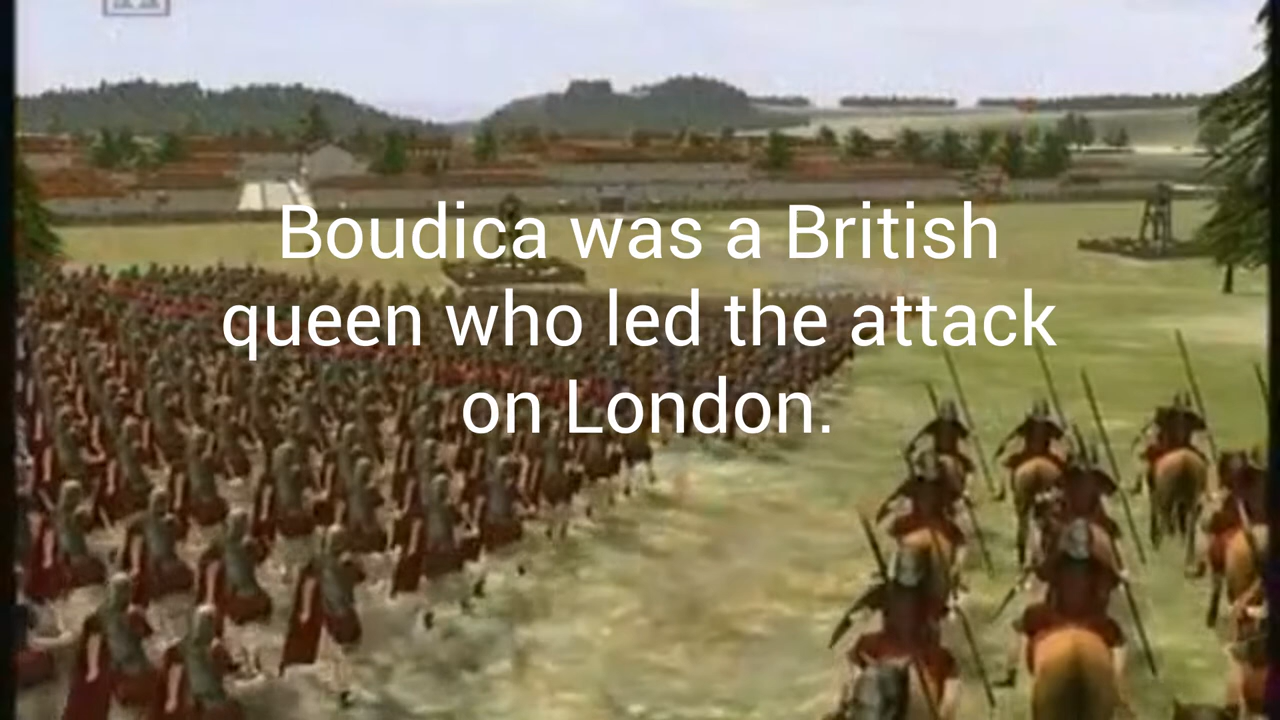 Boudica was a British
queen who led the attack
on London.